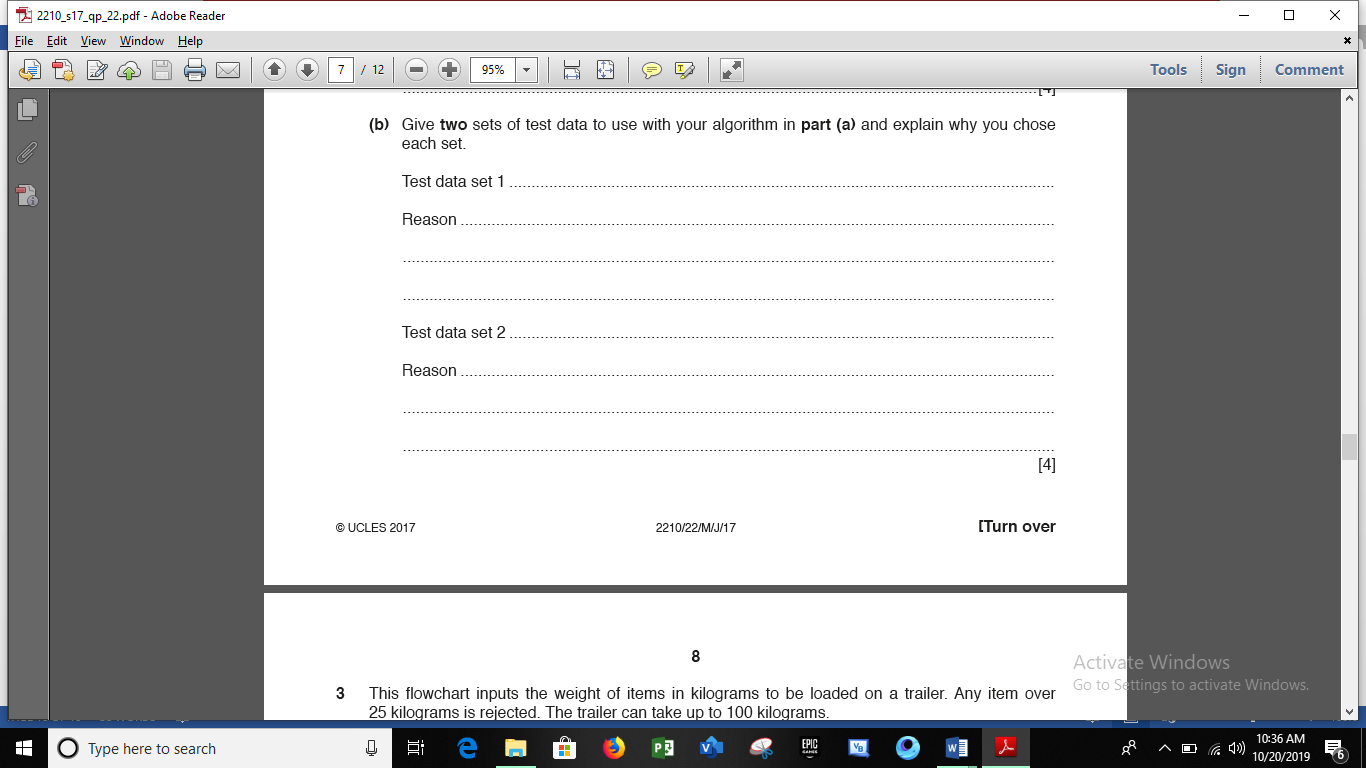 2210_s17_qp_22.pdf - Adobe Reader
File Edit View Window Help
7 / 12 95% Tools Sign Comment
[4]
(b) Give two sets of test data to use with your algorithm in part (a) and explain why you chose
each set.
Test data set 1
Reason
Test data set 2
Reason
[4]
© UCLES 2017 2210/22/M/J/17 [Turn over
8
3 This flowchart inputs the weight of items in kilograms to be loaded on a trailer. Any item over
25 kilograms is rejected. The trailer can take up to 100 kilograms.
Activate Windows
Go to Settings to activate Windows.
Type here to search
10:36 AM
10/20/2019
6